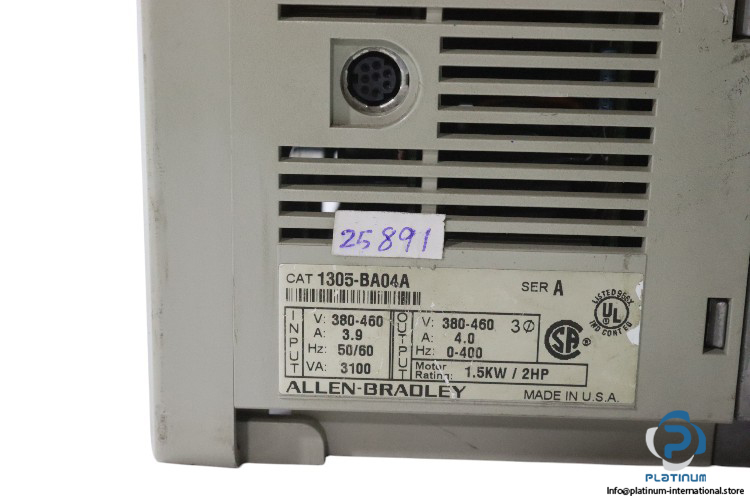 25891
CAT 1305-BA04A SER A
LISTED 966X
UL
IND CONT EQ
INPUT
V: 380-460
A: 3.9
Hz: 50/60
VA: 3100
OUTPUT
V: 380-460 3Ø
A: 4.0
Hz: 0-400
Motor Rating: 1.5KW / 2HP
SA ®
ALLEN-BRADLEY MADE IN U.S.A.
PLATINUM
Info@platinum-international.store